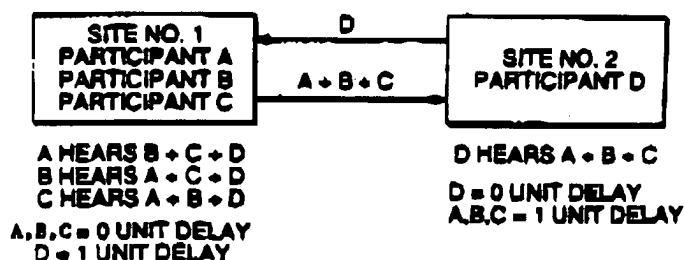 SITE NO. 1
PARTICIPANT A
PARTICIPANT B
PARTICIPANT C
D
A + B + C
SITE NO. 2
PARTICIPANT D
A HEARS B + C + D
B HEARS A + C + D
C HEARS A + B + D
A,B,C = 0 UNIT DELAY
D = 1 UNIT DELAY
D HEARS A + B + C
D = 0 UNIT DELAY
A,B,C = 1 UNIT DELAY